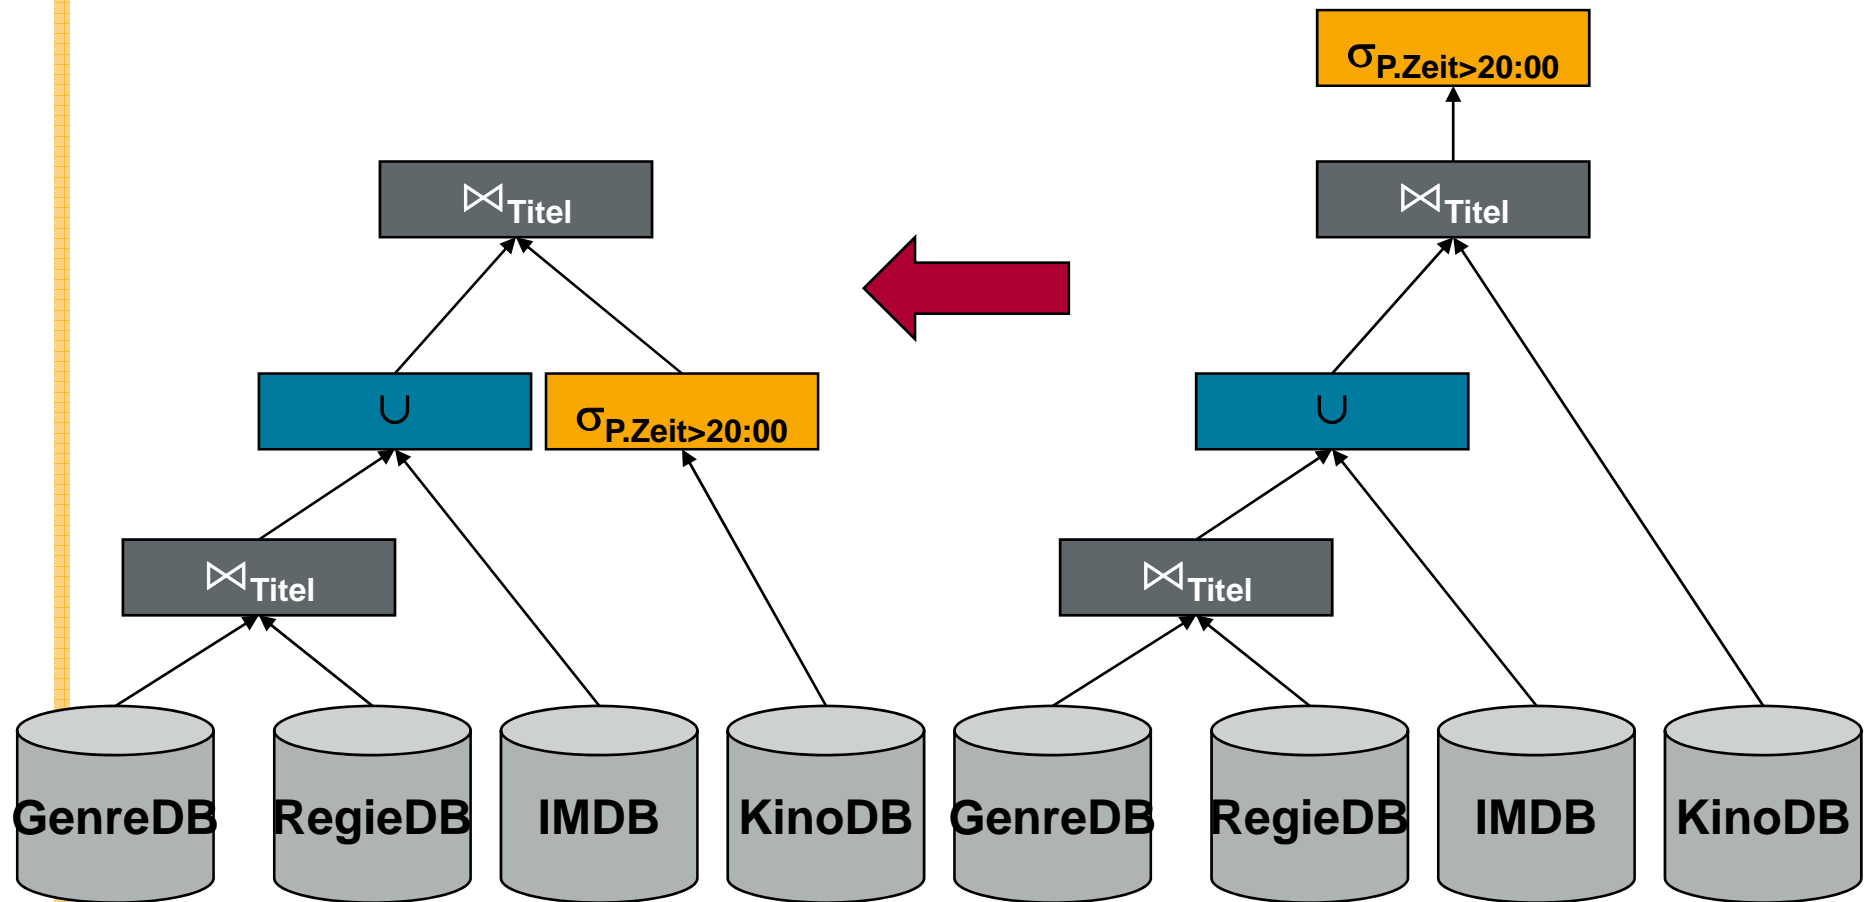 σP.Zeit>20:00
⋈Titel
⋈Titel
∪
σP.Zeit>20:00
∪
⋈Titel
⋈Titel
GenreDB
RegieDB
IMDB
KinoDB
GenreDB
RegieDB
IMDB
KinoDB